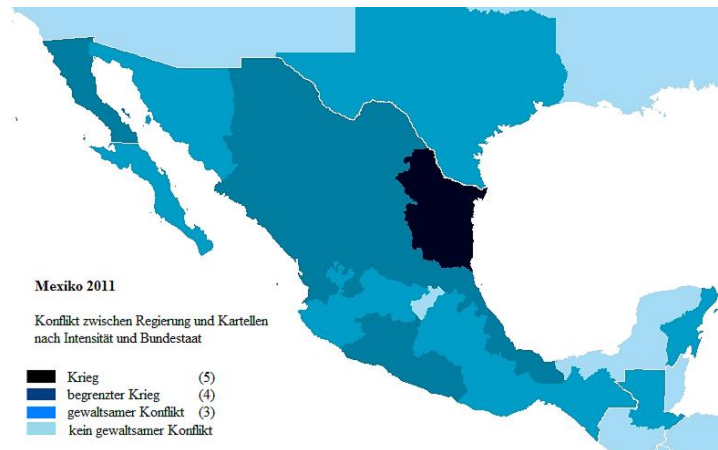 Mexiko 2011
Konflikt zwischen Regierung und Kartellen
nach Intensität und Bundestaat
Krieg (5)
begrenzter Krieg (4)
gewaltsamer Konflikt (3)
kein gewaltsamer Konflikt